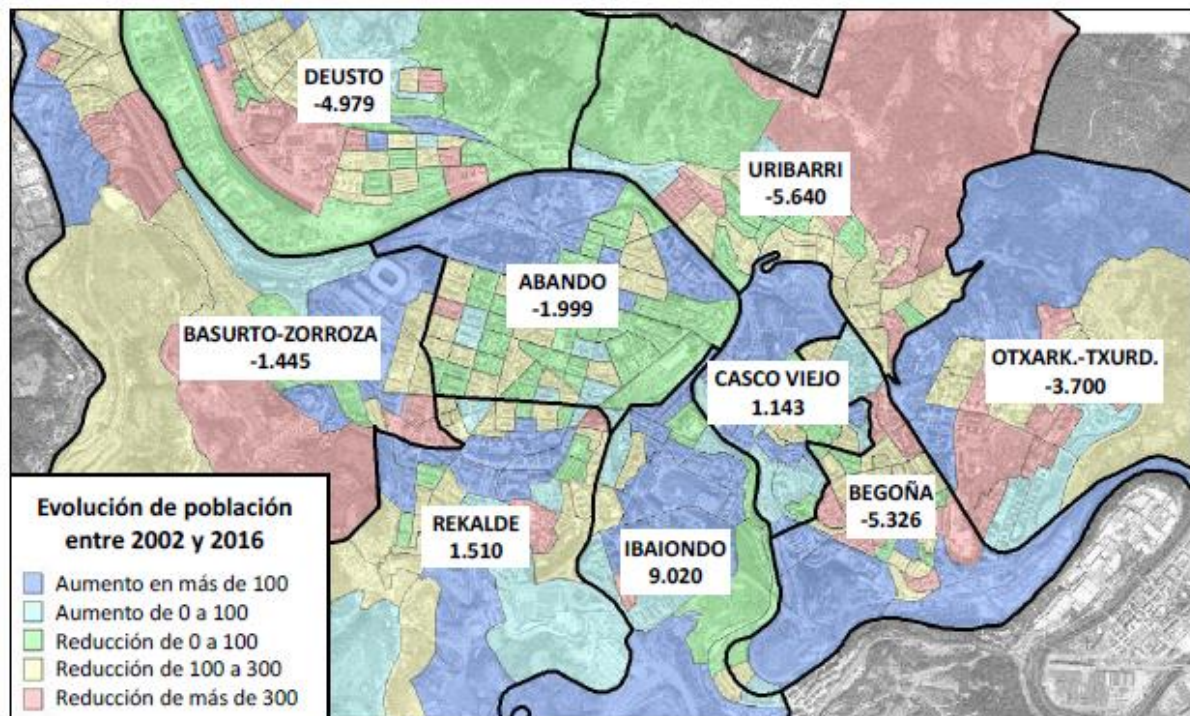 DEUSTO
-4.979
URIBARRI
-5.640
ABANDO
-1.999
BASURTO-ZORROZA
-1.445
CASCO VIEJO
1.143
OTXARK.-TXURD.
-3.700
BEGOÑA
-5.326
REKALDE
1.510
IBAIONDO
9.020
Evolución de población
entre 2002 y 2016
Aumento en más de 100
Aumento de 0 a 100
Reducción de 0 a 100
Reducción de 100 a 300
Reducción de más de 300